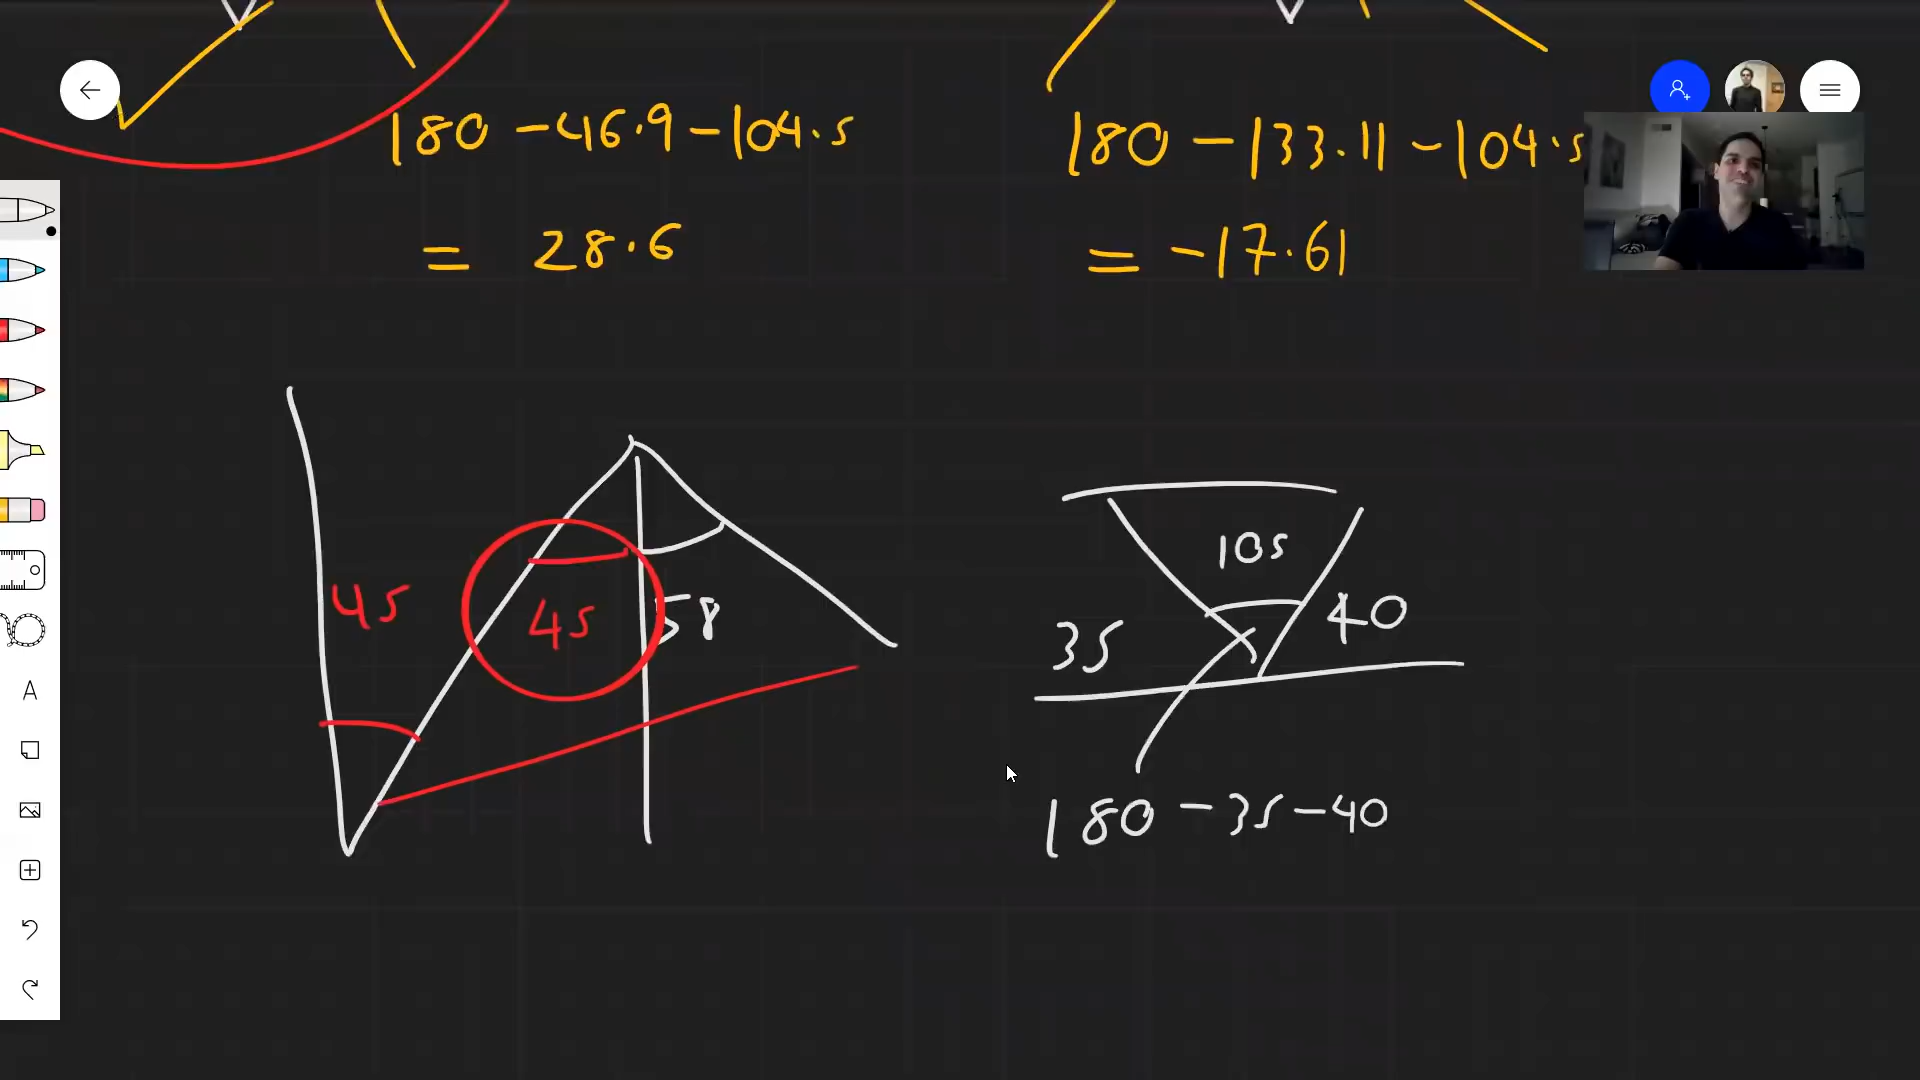 180 - 46.9 - 104.5
= 28.6
180 - 133.11 - 104.5
= -17.61
45
45
58
105
35
40
180 - 35 - 40
A